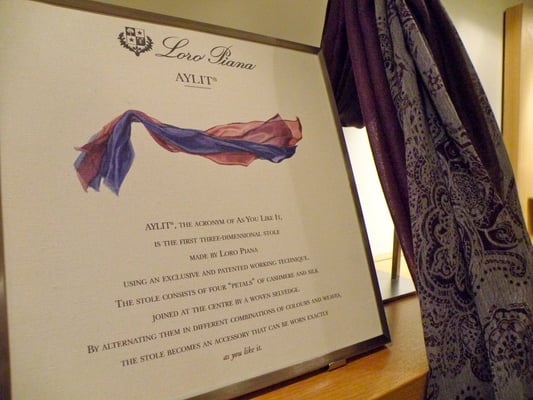 Loro Piana
AYLIT®
AYLIT®, THE ACRONYM OF AS YOU LIKE IT,
IS THE FIRST THREE-DIMENSIONAL STOLE
MADE BY LORO PIANA
USING AN EXCLUSIVE AND PATENTED WORKING TECHNIQUE.
THE STOLE CONSISTS OF FOUR "PETALS" OF CASHMERE AND SILK
JOINED AT THE CENTRE BY A WOVEN SELVEDGE.
BY ALTERNATING THEM IN DIFFERENT COMBINATIONS OF COLOURS AND WEAVES,
THE STOLE BECOMES AN ACCESSORY THAT CAN BE WORN EXACTLY
as you like it.